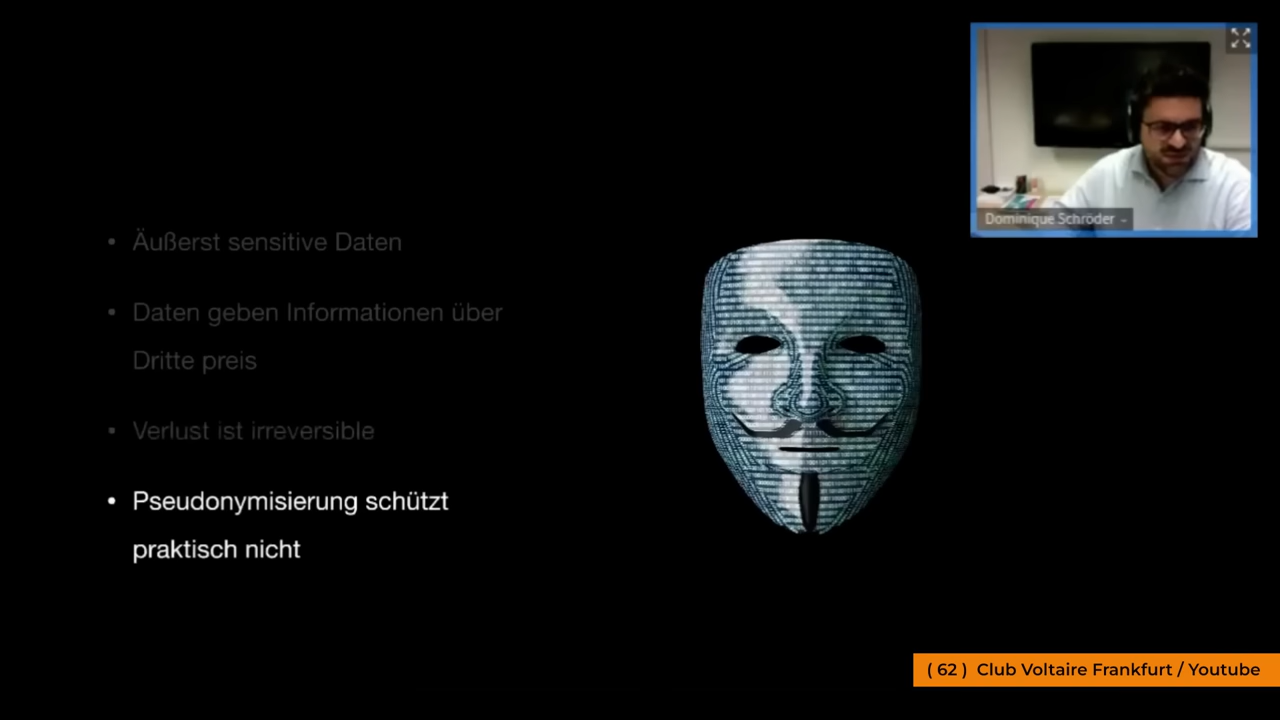 Äußerst sensitive Daten
Daten geben Informationen über
Dritte preis
Verlust ist irreversible
Pseudonymisierung schützt
praktisch nicht
Dominique Schröder
( 62 ) Club Voltaire Frankfurt / Youtube